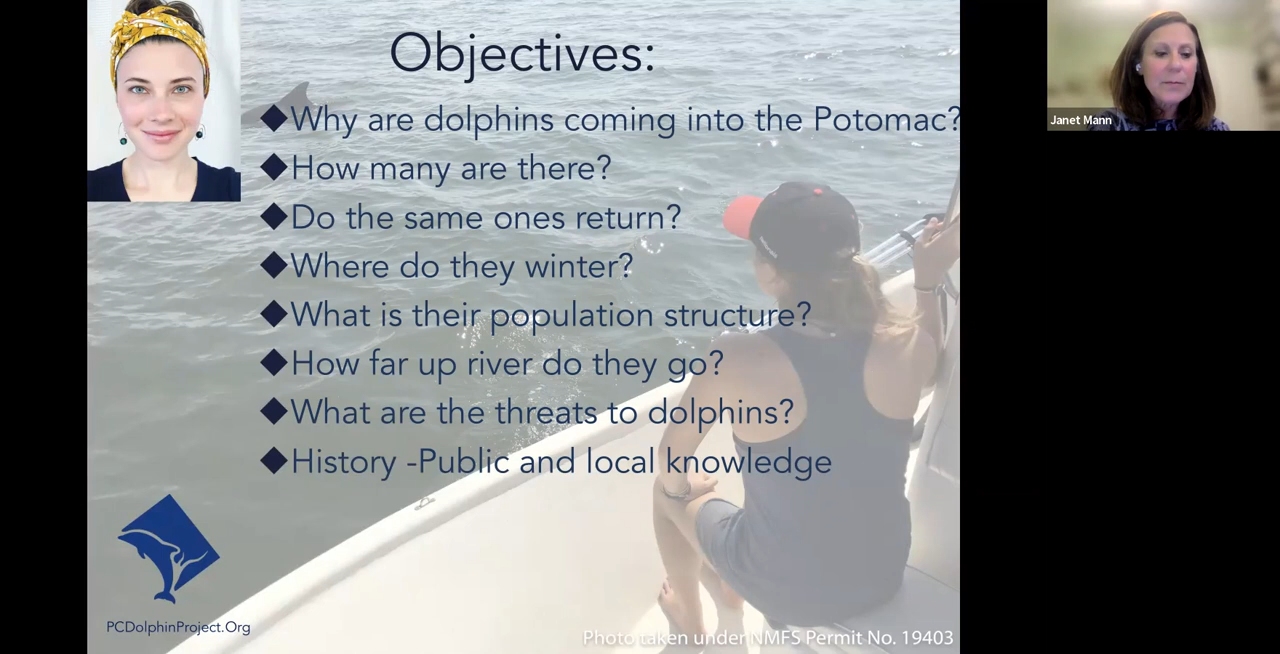 Objectives:
◆Why are dolphins coming into the Potomac?
◆How many are there?
◆Do the same ones return?
◆Where do they winter?
◆What is their population structure?
◆How far up river do they go?
◆What are the threats to dolphins?
◆History -Public and local knowledge
PCDolphinProject.Org
Photo taken under NMFS Permit No. 19403
Janet Mann